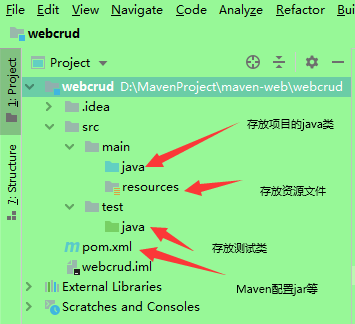 File Edit View Navigate Code Analyze Refactor Bui
webcrud
1: Project
Project
webcrud D:\MavenProject\maven-web\webcrud
.idea
src
存放项目的java类
main
java
resources
存放资源文件
test
java
存放测试类
pom.xml
Maven配置jar等
webcrud.iml
External Libraries
Scratches and Consoles
7: Structure